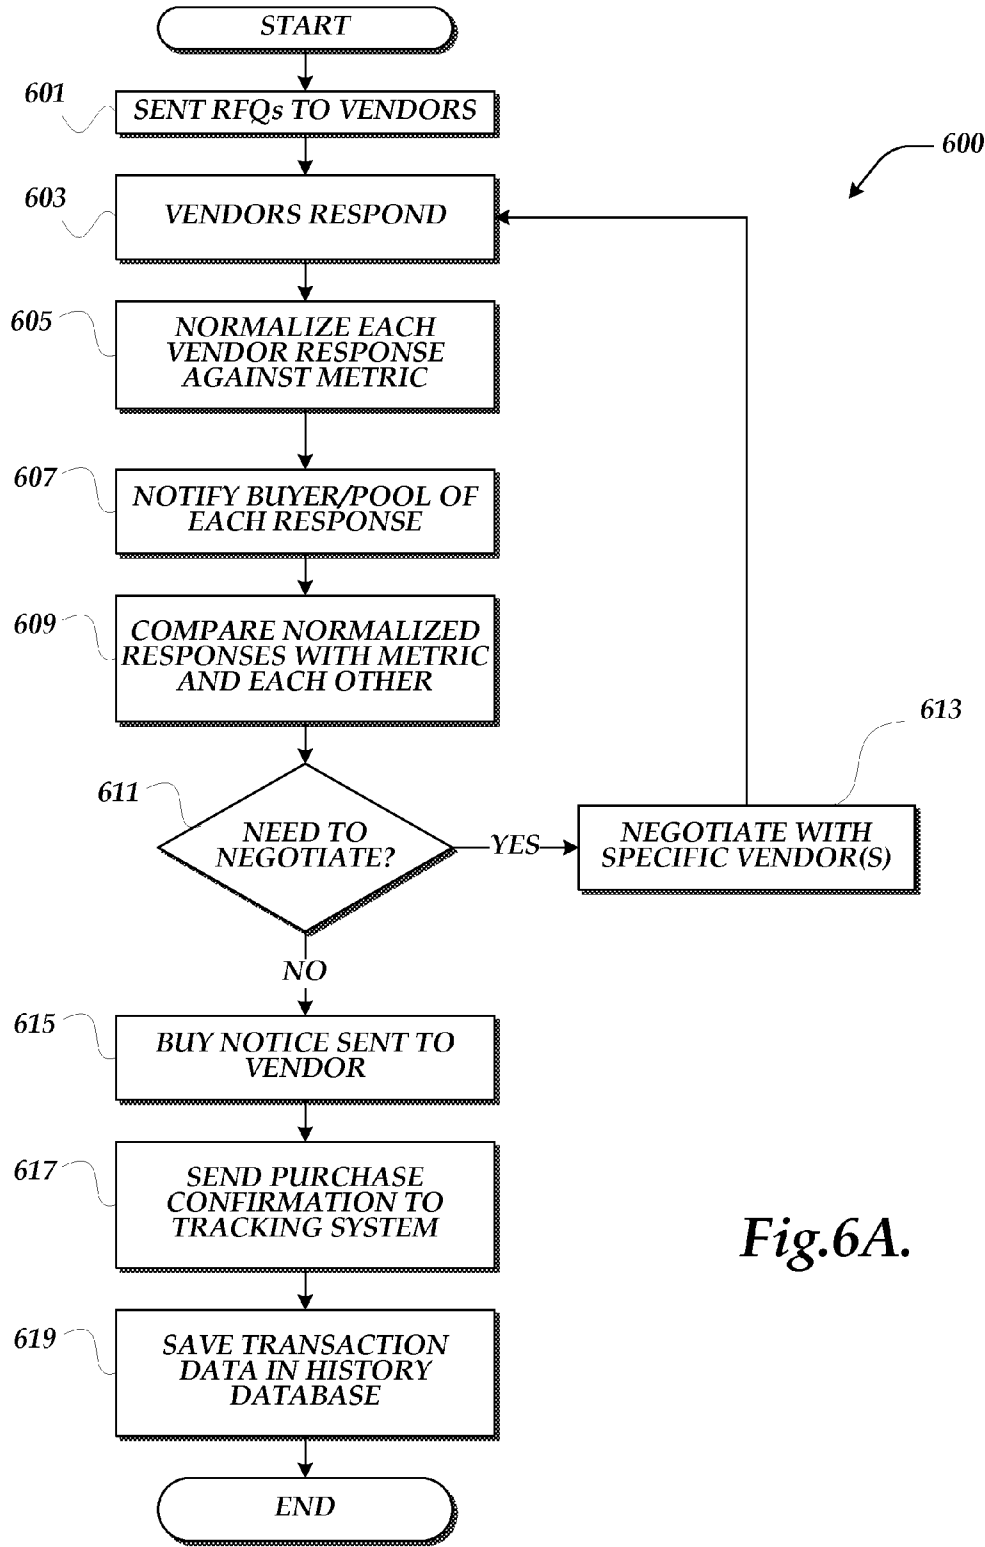 START
601
SENT RFQs TO VENDORS
600
603
VENDORS RESPOND
605
NORMALIZE EACH
VENDOR RESPONSE
AGAINST METRIC
607
NOTIFY BUYER/POOL OF
EACH RESPONSE
609
COMPARE NORMALIZED
RESPONSES WITH METRIC
AND EACH OTHER
611
NEED TO
NEGOTIATE?
YES
613
NEGOTIATE WITH
SPECIFIC VENDOR(S)
NO
615
BUY NOTICE SENT TO
VENDOR
617
SEND PURCHASE
CONFIRMATION TO
TRACKING SYSTEM
Fig.6A.
619
SAVE TRANSACTION
DATA IN HISTORY
DATABASE
END